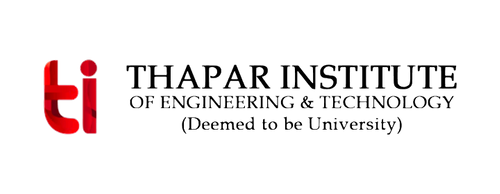 ti THAPAR INSTITUTE
OF ENGINEERING & TECHNOLOGY
(Deemed to be University)